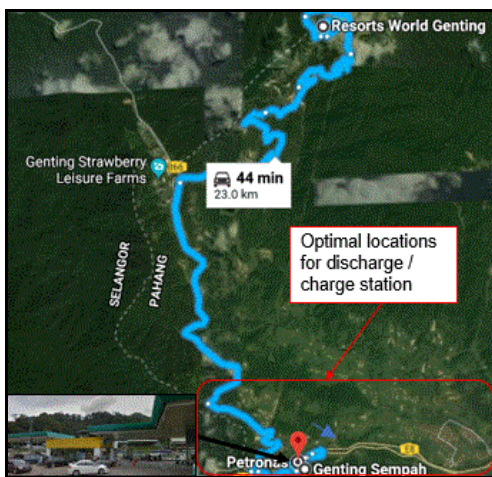 Resorts World Genting
Genting Strawberry
Leisure Farms
B66
44 min
23.0 km
SELANGOR
PAHANG
Optimal locations
for discharge /
charge station
E8
Petronas
Genting Sempah